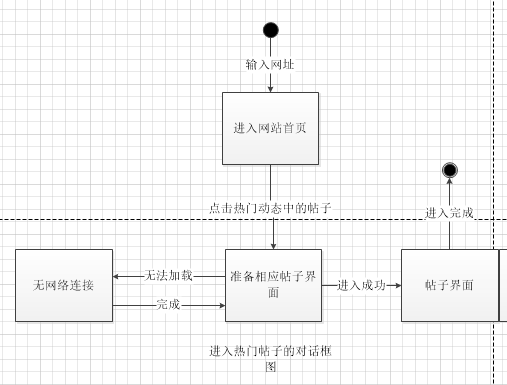 输入网址
进入网站首页
点击热门动态中的帖子
进入完成
无网络连接
无法加载
完成
准备相应帖子界
面
进入成功
帖子界面
进入热门帖子的对话框
图